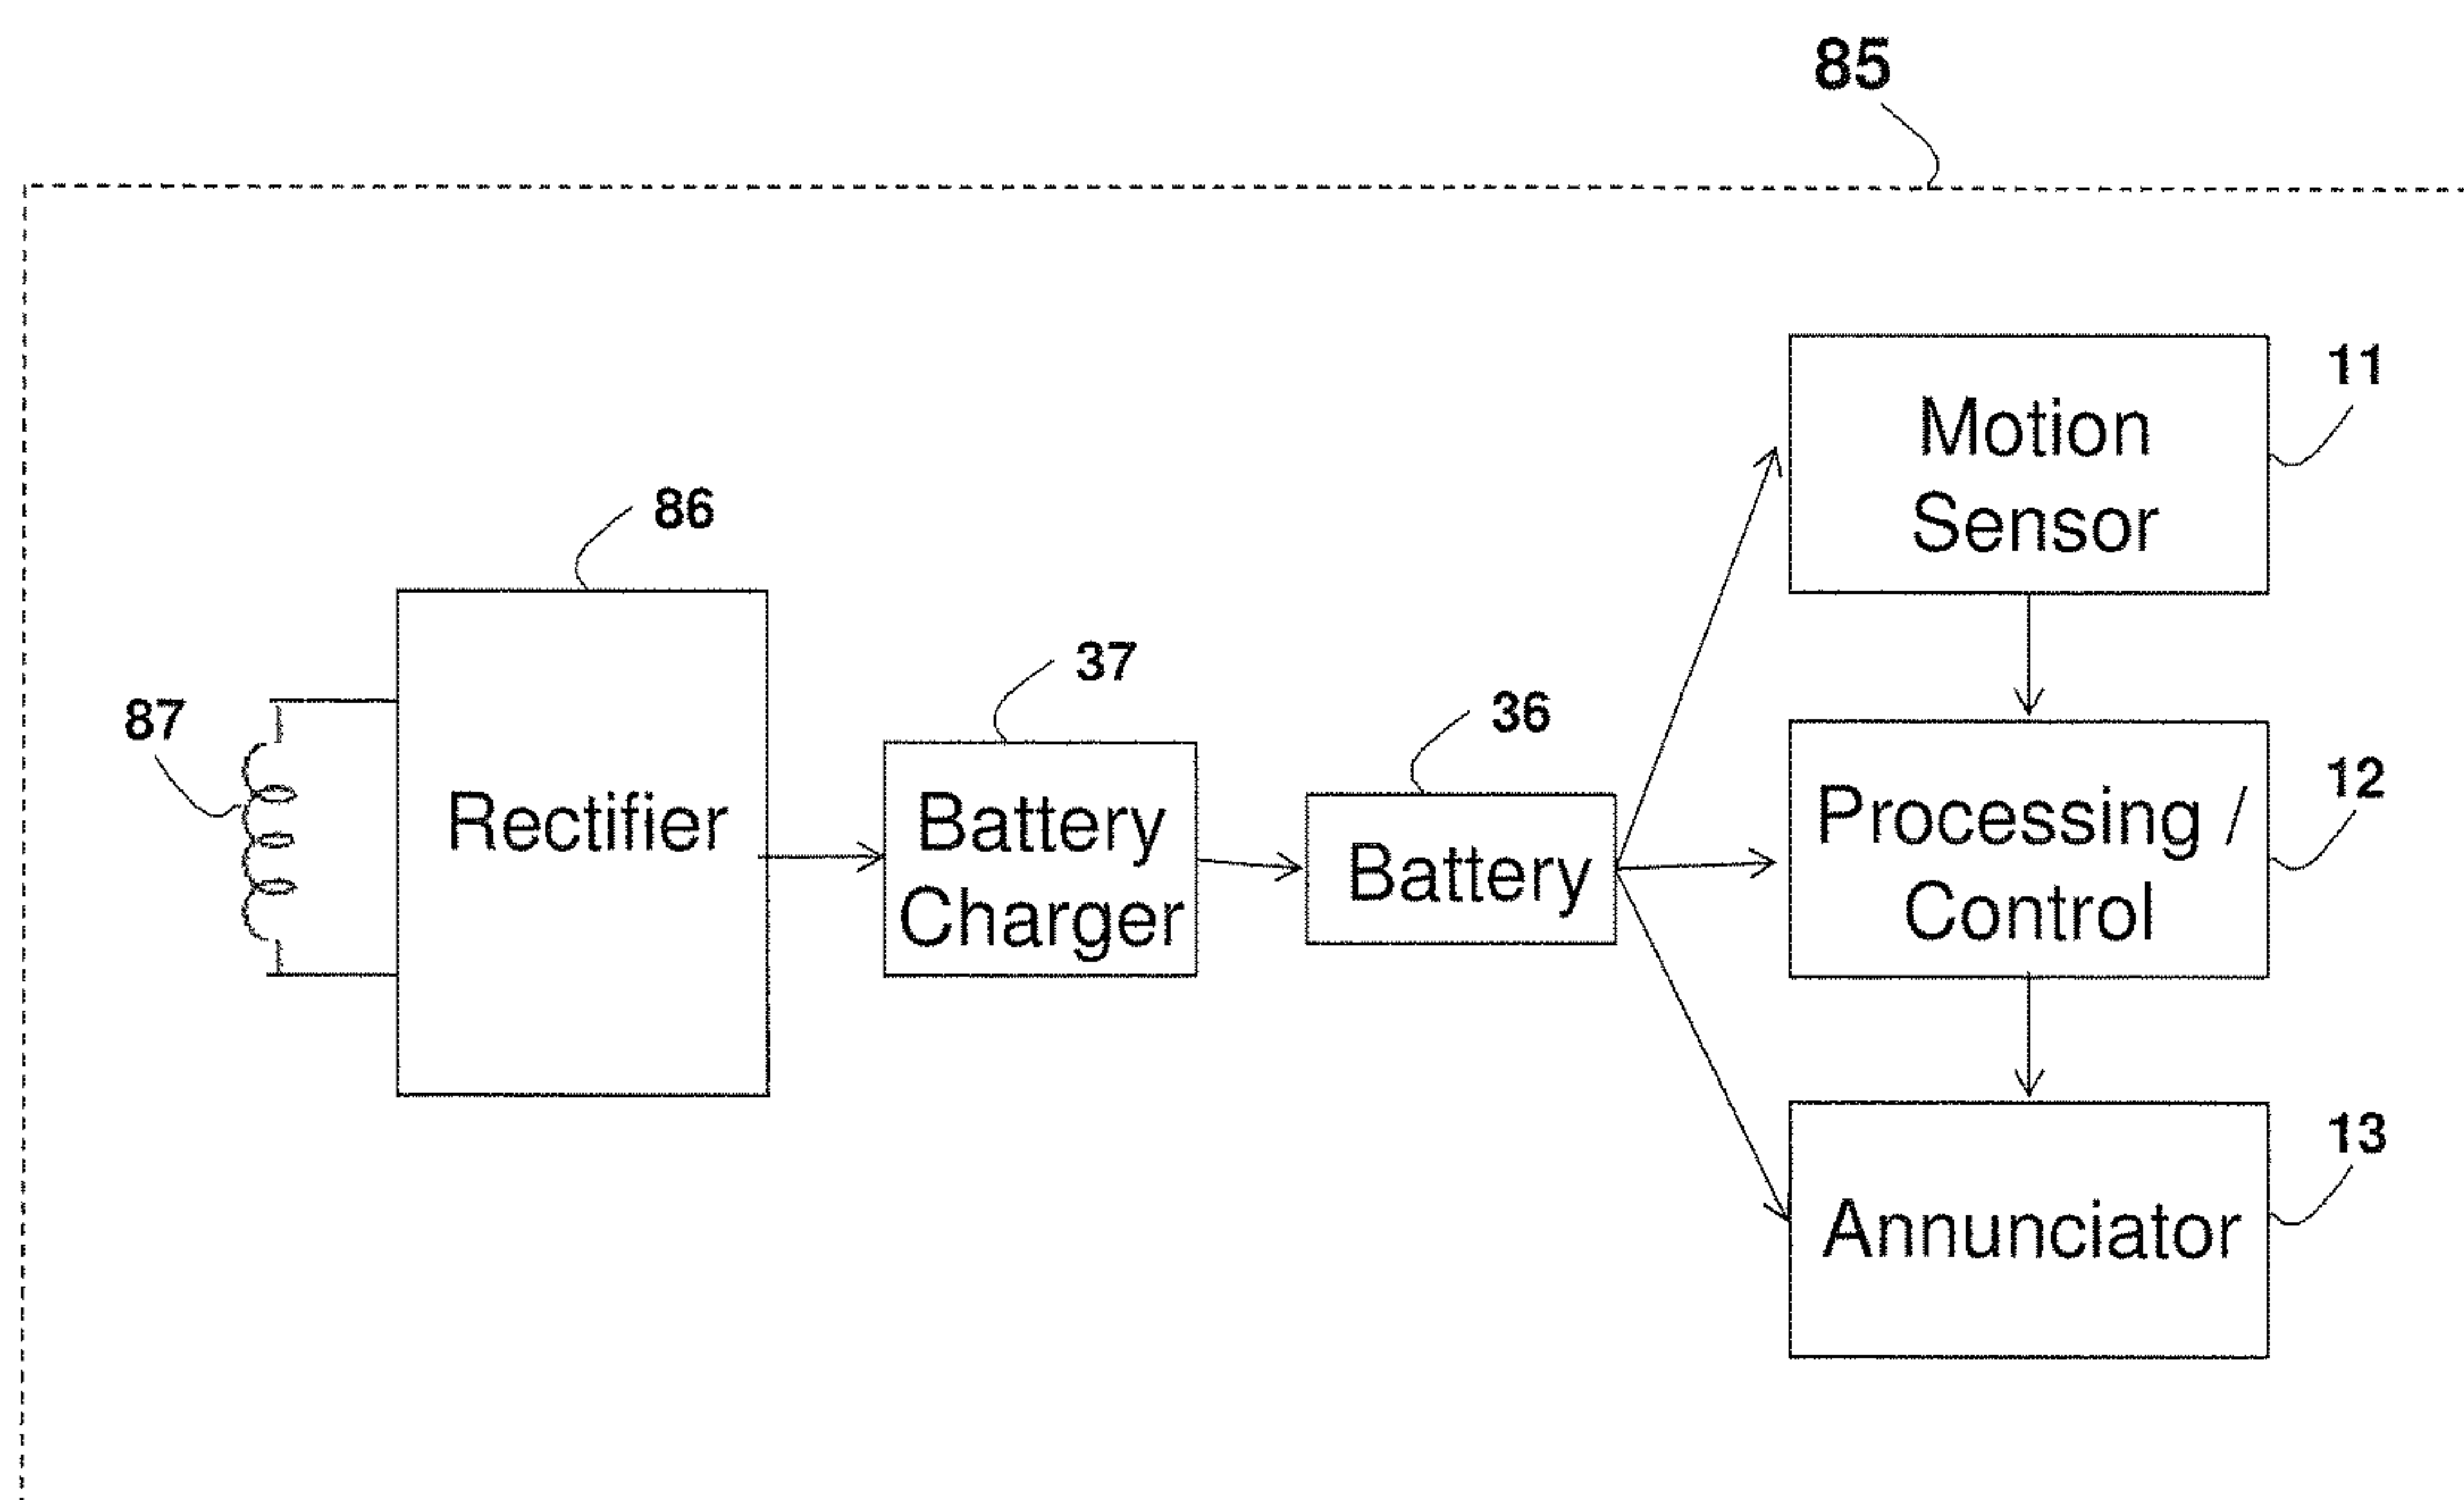 85
Motion
Sensor
11
86
Rectifier
87
37
Battery
Charger
36
Battery
Processing /
Control
12
Annunciator
13